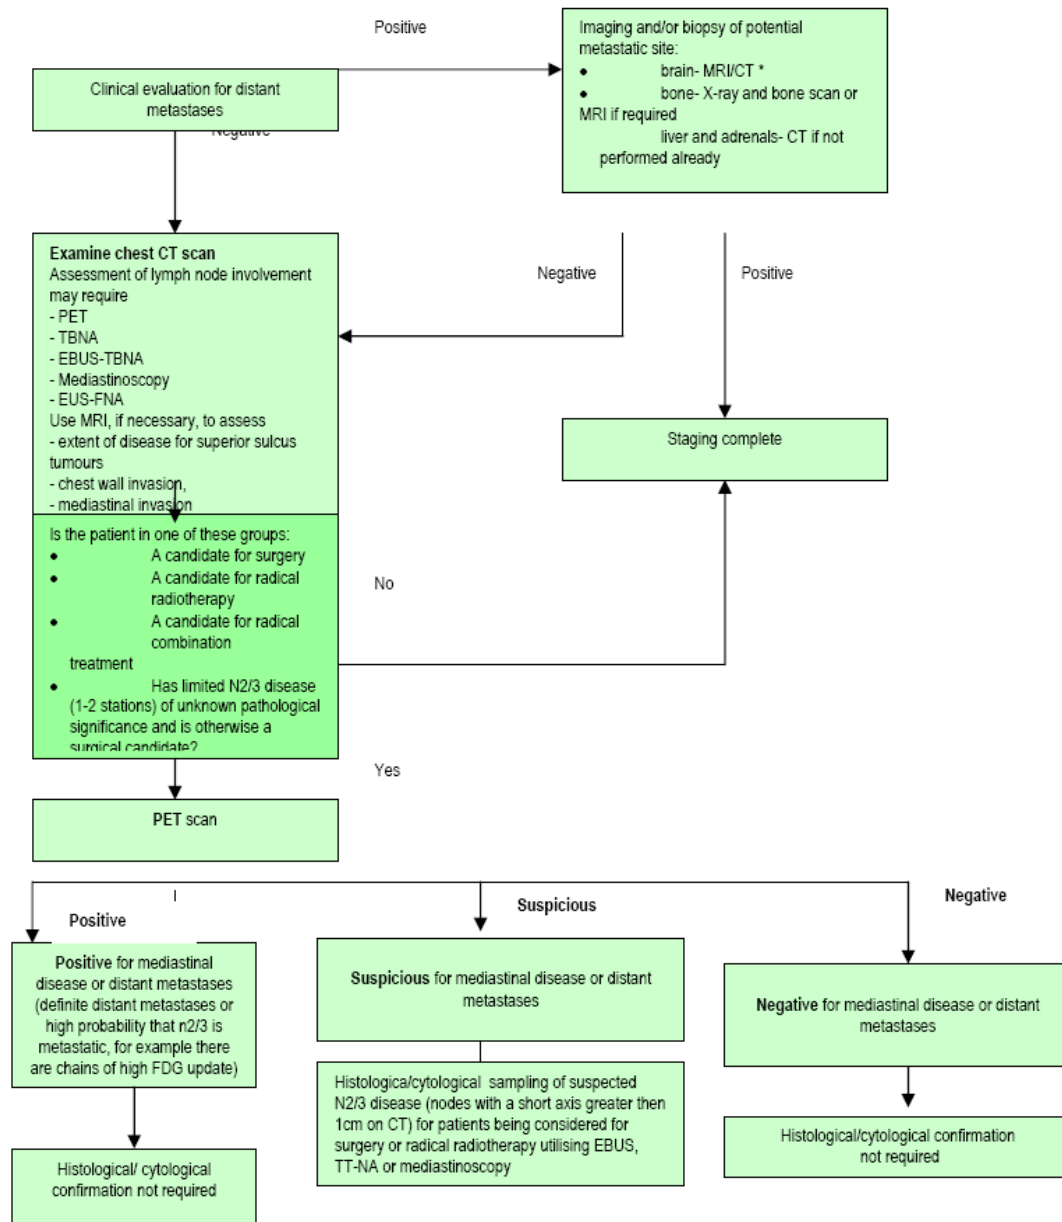 Positive
Clinical evaluation for distant
metastases
Negative
Imaging and/or biopsy of potential
metastatic site:
● brain- MRI/CT *
● bone- X-ray and bone scan or
MRI if required
liver and adrenals- CT if not
performed already
Examine chest CT scan
Assessment of lymph node involvement
may require
- PET
- TBNA
- EBUS-TBNA
- Mediastinoscopy
- EUS-FNA
Use MRI, if necessary, to assess
- extent of disease for superior sulcus
tumours
- chest wall invasion,
- mediastinal invasion
Negative
Positive
Staging complete
Is the patient in one of these groups:
● A candidate for surgery
● A candidate for radical
radiotherapy
● A candidate for radical
combination
treatment
● Has limited N2/3 disease
(1-2 stations) of unknown pathological
significance and is otherwise a
surgical candidate?
No
Yes
PET scan
Positive
Suspicious
Negative
Positive for mediastinal
disease or distant metastases
(definite distant metastases or
high probability that n2/3 is
metastatic, for example there
are chains of high FDG update)
Suspicious for mediastinal disease or distant
metastases
Negative for mediastinal disease or distant
metastases
Histologica/cytological sampling of suspected
N2/3 disease (nodes with a short axis greater then
1cm on CT) for patients being considered for
surgery or radical radiotherapy utilising EBUS,
TT-NA or mediastinoscopy
Histological/ cytological
confirmation not required
Histological/cytological confirmation
not required